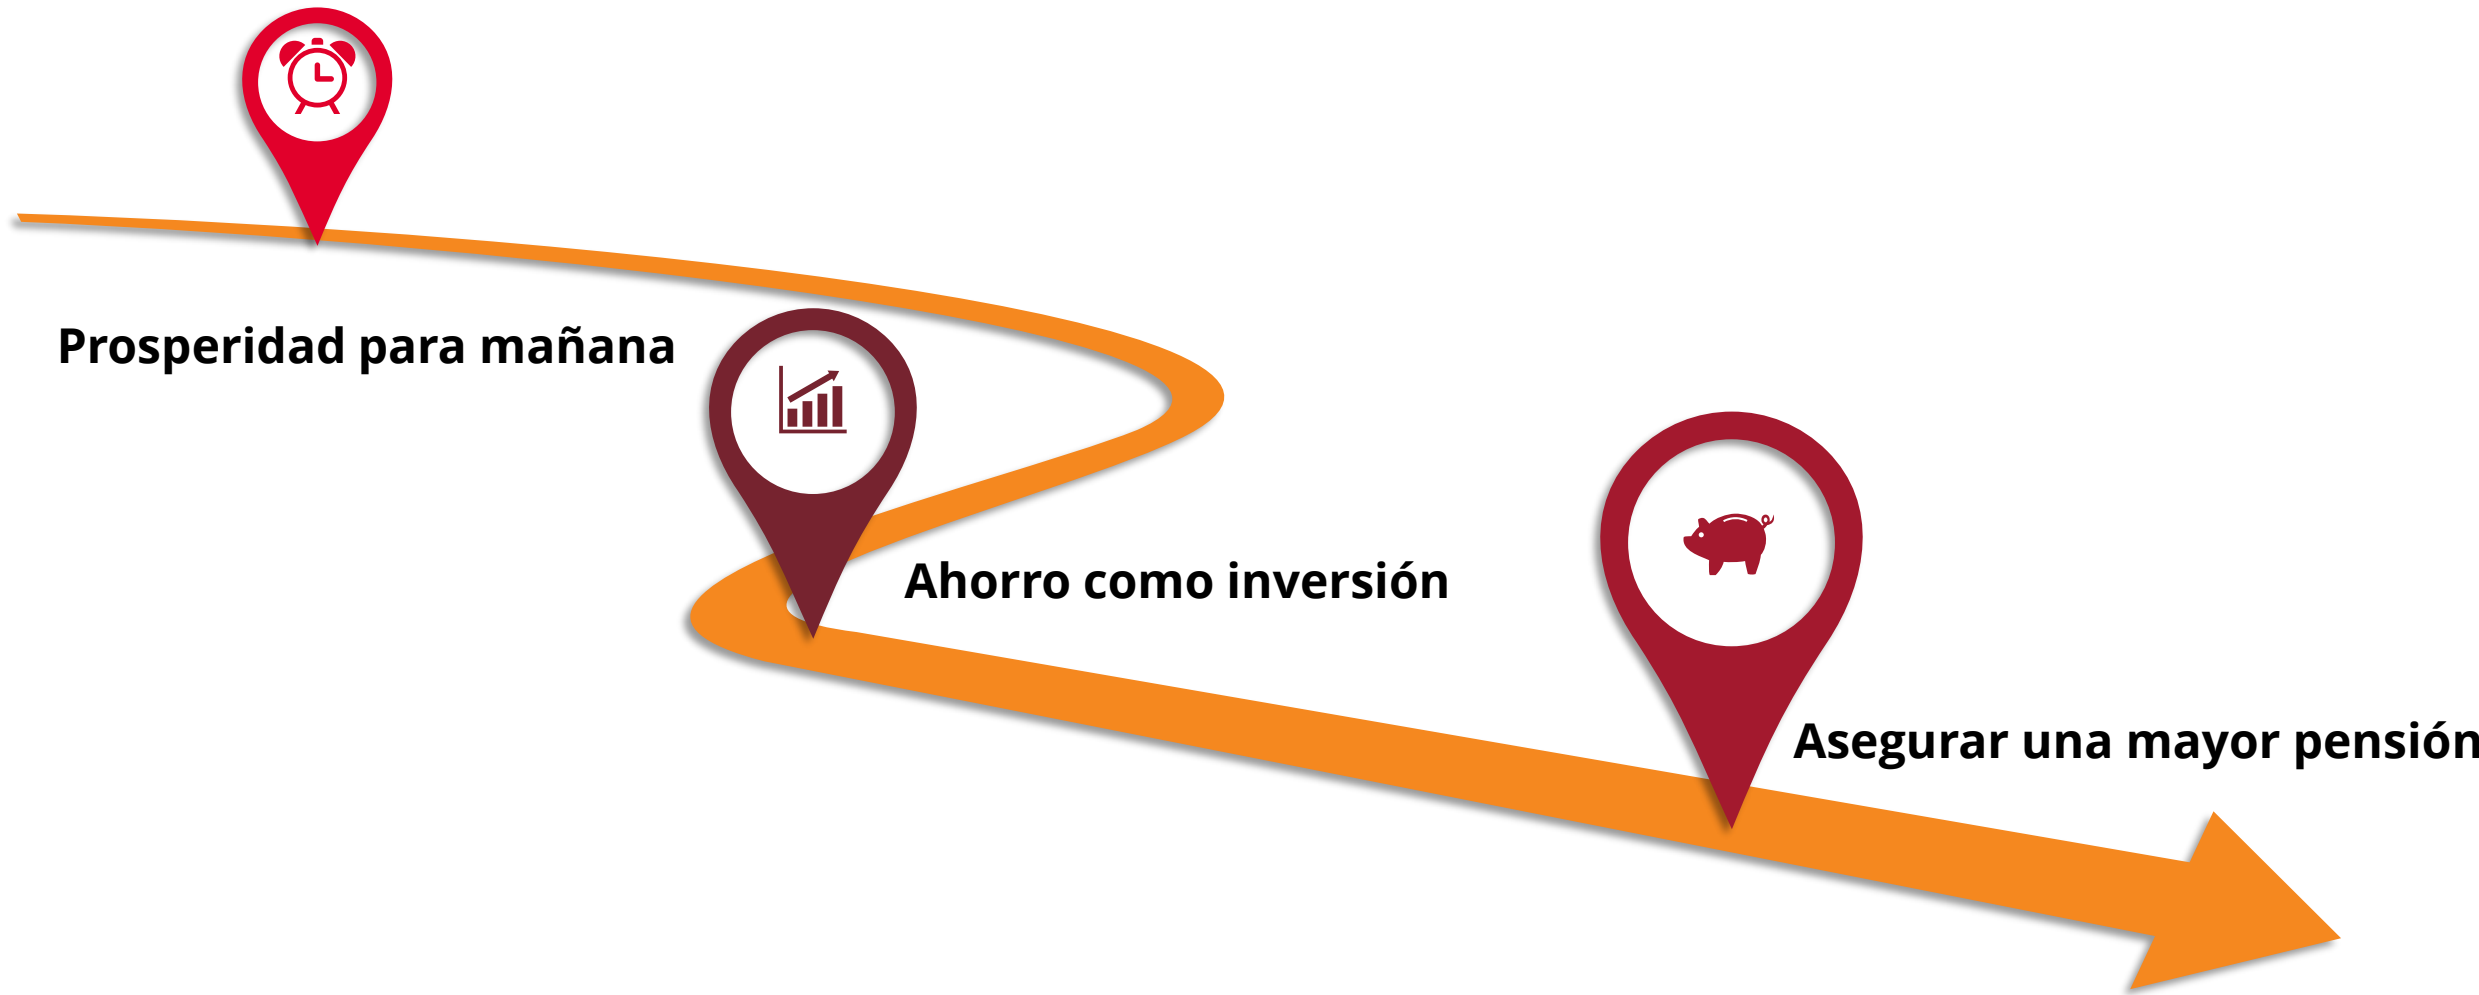 Prosperidad para mañana
Ahorro como inversión
Asegurar una mayor pensión